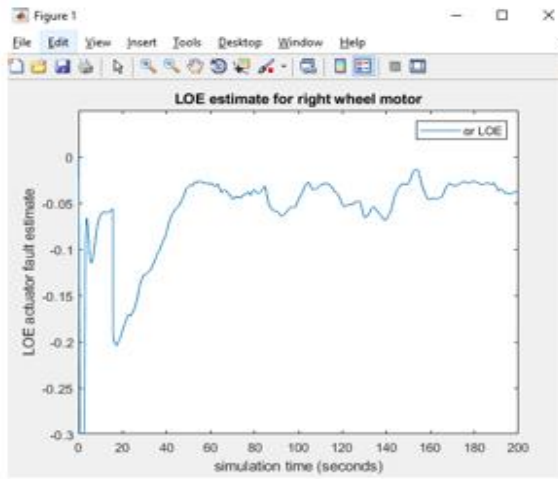 Figure 1
File Edit View Insert Tools Desktop Window Help
LOE estimate for right wheel motor
αr LOE
0
-0.05
-0.1
-0.15
-0.2
-0.25
-0.3
LOE actuator fault estimate
0 20 40 60 80 100 120 140 160 180 200
simulation time (seconds)